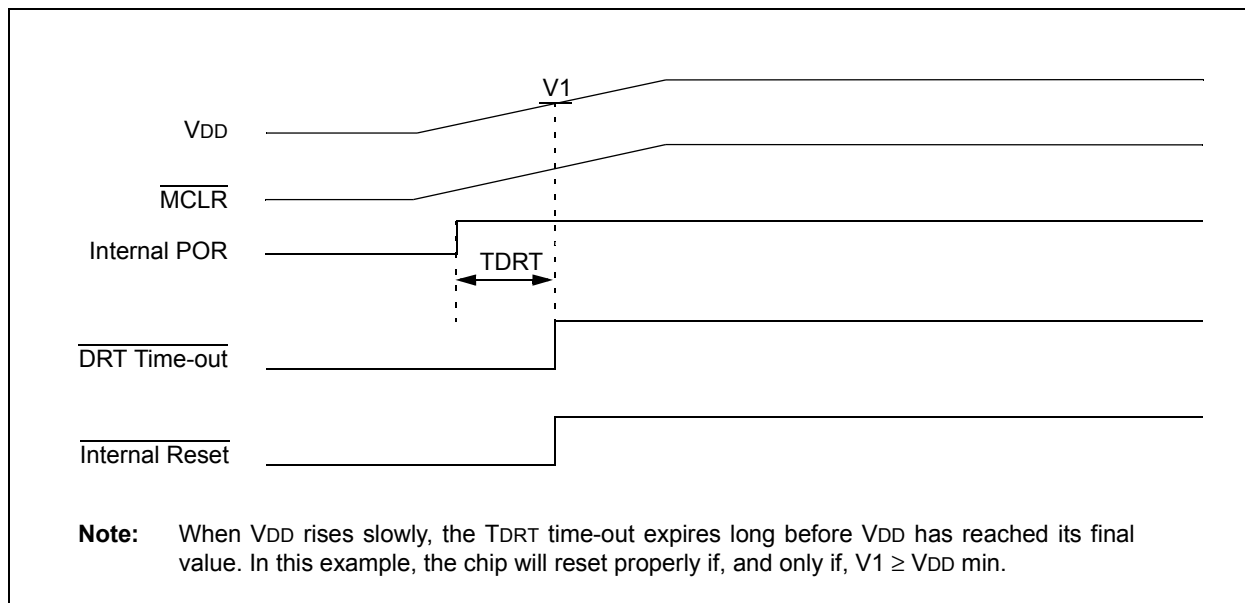 V1
VDD
MCLR
Internal POR
TDRT
DRT Time-out
Internal Reset
Note: When VDD rises slowly, the TDRT time-out expires long before VDD has reached its final
value. In this example, the chip will reset properly if, and only if, V1 ≥ VDD min.